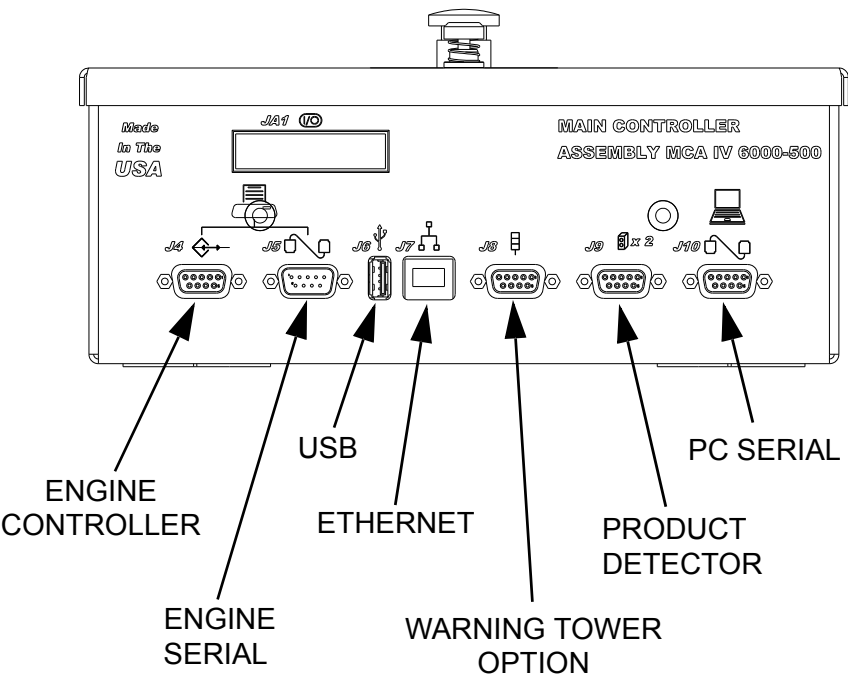 JA1 I/O
Made
In The
USA
MAIN CONTROLLER
ASSEMBLY MCA IV 6000-500
J4
J5
J6
J7
J8
J9
x 2
J10
USB
PC SERIAL
ENGINE
CONTROLLER
ETHERNET
PRODUCT
DETECTOR
ENGINE
SERIAL
WARNING TOWER
OPTION